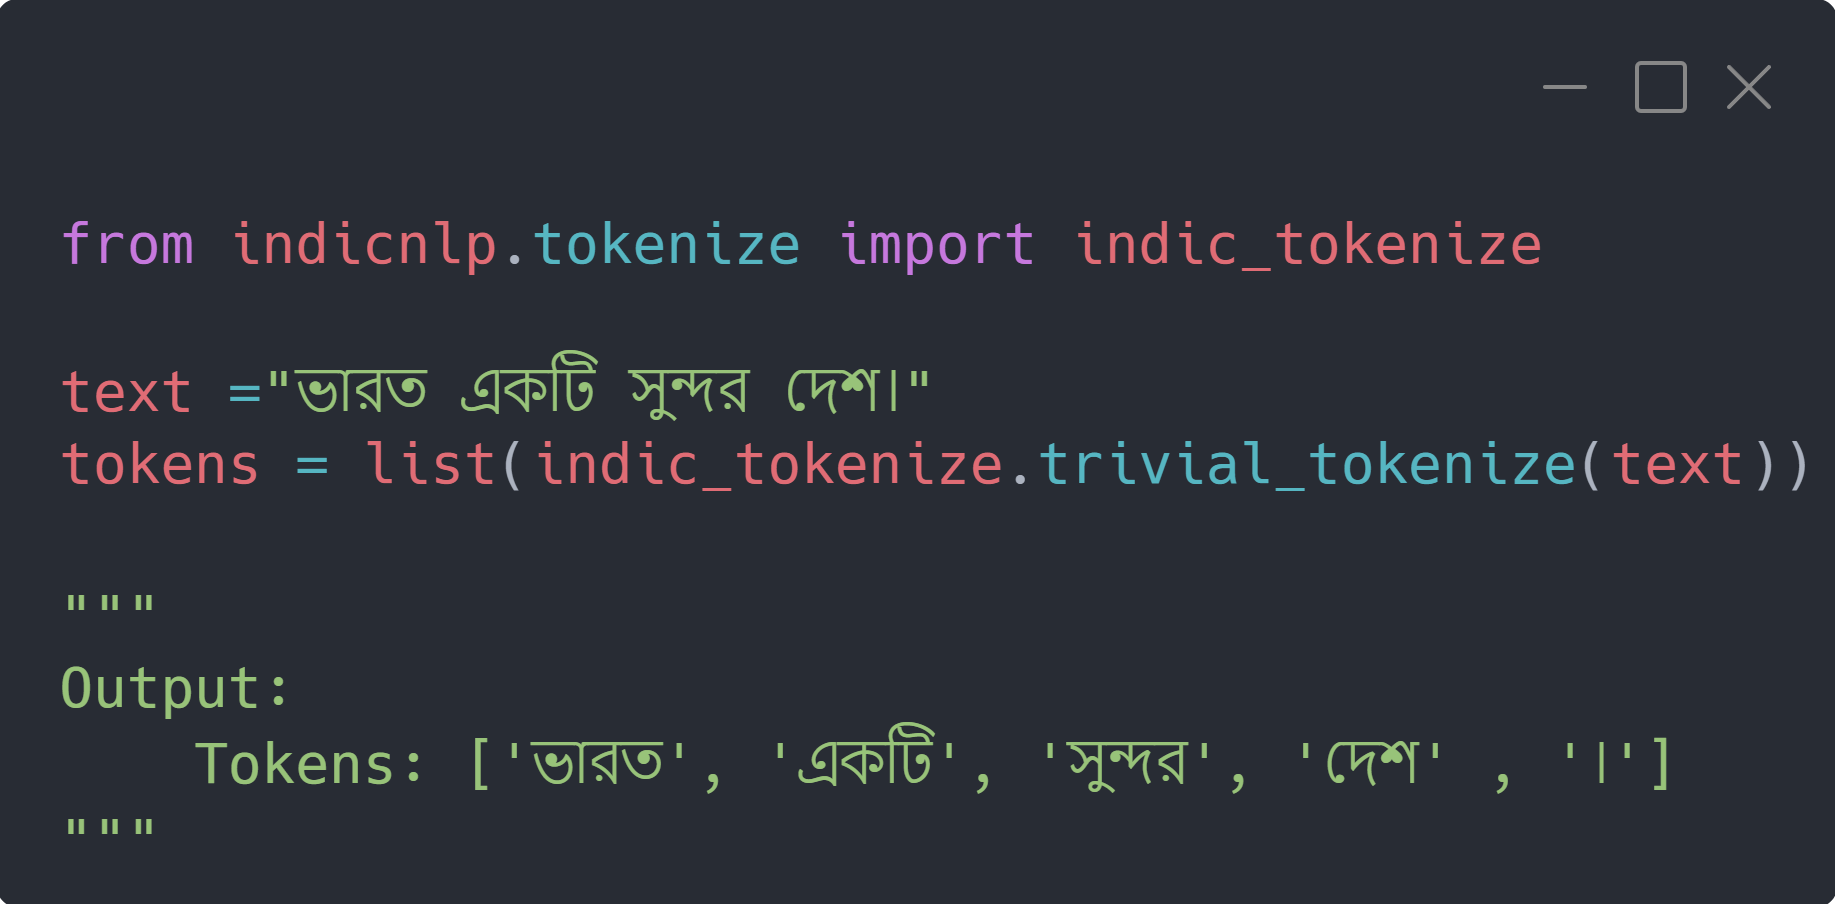 from indicnlp.tokenize import indic_tokenize
text ="ভারত একটি সুন্দর দেশ।"
tokens = list(indic_tokenize.trivial_tokenize(text))
"""
Output:
    Tokens: ['ভারত', 'একটি', 'সুন্দর', 'দেশ' , '।']
"""